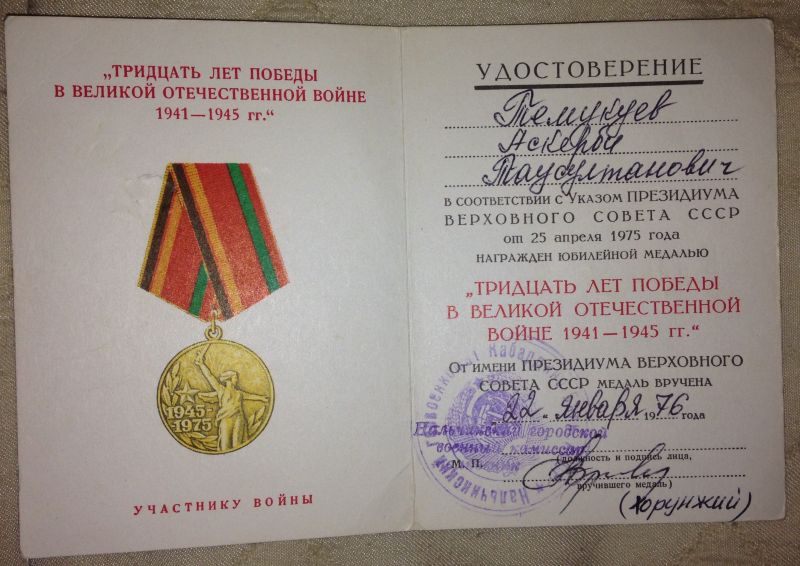 „ТРИДЦАТЬ ЛЕТ ПОБЕДЫ
В ВЕЛИКОЙ ОТЕЧЕСТВЕННОЙ ВОЙНЕ
1941—1945 гг.“
1945-
1975
УЧАСТНИКУ ВОЙНЫ
УДОСТОВЕРЕНИЕ
Темукуев
Аскерби
Таусултанович
В СООТВЕТСТВИИ С УКАЗОМ ПРЕЗИДИУМА
ВЕРХОВНОГО СОВЕТА СССР
от 25 апреля 1975 года
НАГРАЖДЕН ЮБИЛЕЙНОЙ МЕДАЛЬЮ
„ТРИДЦАТЬ ЛЕТ ПОБЕДЫ
В ВЕЛИКОЙ ОТЕЧЕСТВЕННОЙ
ВОЙНЕ 1941—1945 гг.“
ОТ ИМЕНИ ПРЕЗИДИУМА ВЕРХОВНОГО
СОВЕТА СССР МЕДАЛЬ ВРУЧЕНА
„22“ января 1976 года
Нальчикский городской
военный комиссар
М. П.
(должность и подпись лица,
вручившего медаль)
(Хорунжий)